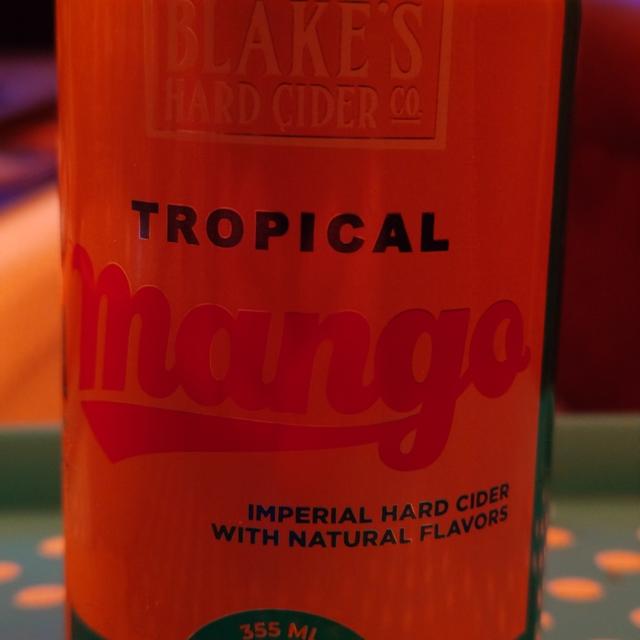 BLAKE'S
HARD CIDER CO.
TROPICAL
mango
IMPERIAL HARD CIDER
WITH NATURAL FLAVORS
355 ML